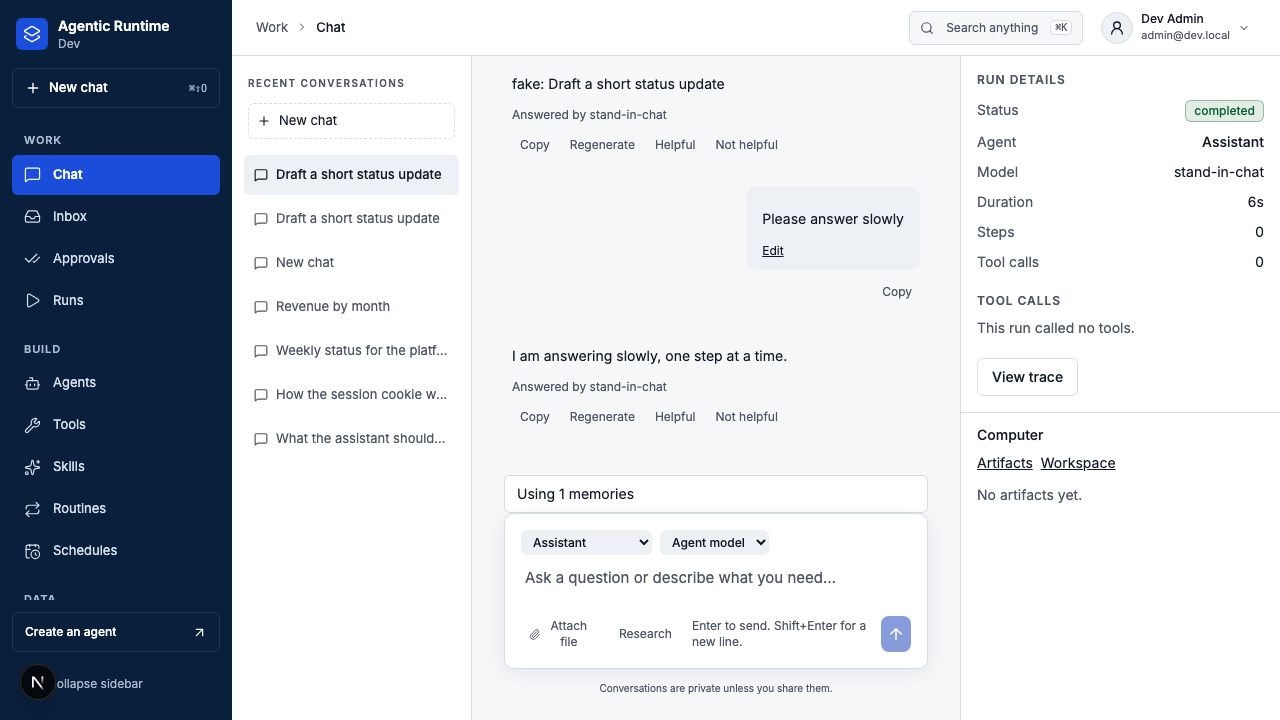 Agentic Runtime
Dev
New chat ⌘⇧O
WORK
Chat
Inbox
Approvals
Runs
BUILD
Agents
Tools
Skills
Routines
Schedules
DATA
Create an agent
N
ollapse sidebar
Work > Chat
Search anything ⌘K
Dev Admin
admin@dev.local
RECENT CONVERSATIONS
New chat
Draft a short status update
Draft a short status update
New chat
Revenue by month
Weekly status for the platf...
How the session cookie w...
What the assistant should...
fake: Draft a short status update
Answered by stand-in-chat
Copy Regenerate Helpful Not helpful
Please answer slowly
Edit
Copy
I am answering slowly, one step at a time.
Answered by stand-in-chat
Copy Regenerate Helpful Not helpful
Using 1 memories
Assistant Agent model
Ask a question or describe what you need...
Attach file
Research
Enter to send. Shift+Enter for a
new line.
Conversations are private unless you share them.
RUN DETAILS
Status completed
Agent Assistant
Model stand-in-chat
Duration 6s
Steps 0
Tool calls 0
TOOL CALLS
This run called no tools.
View trace
Computer
Artifacts Workspace
No artifacts yet.